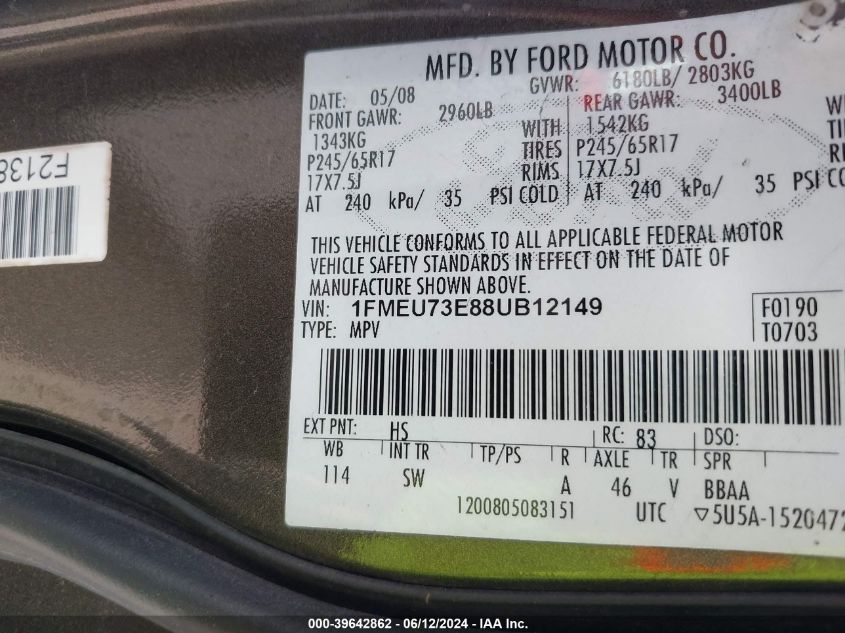 MFD. BY FORD MOTOR CO.
DATE: 05/08 GVWR: 6180LB/ 2803KG
FRONT GAWR: 2960LB REAR GAWR: 3400LB
1343KG WITH 1542KG
P245/65R17 TIRES P245/65R17
17X7.5J RIMS 17X7.5J
AT 240 kPa/ 35 PSI COLD AT 240 kPa/ 35 PSI
THIS VEHICLE CONFORMS TO ALL APPLICABLE FEDERAL MOTOR
VEHICLE SAFETY STANDARDS IN EFFECT ON THE DATE OF
MANUFACTURE SHOWN ABOVE.
VIN: 1FMEU73E88UB12149 F0190
TYPE: MPV T0703
EXT PNT: HS RC: 83 DSO:
WB INT TR TP/PS R AXLE TR SPR
114 SW A 46 V BBAA
1200805083151 UTC ▽5U5A-1520472
F2138
000-39642862 - 06/12/2024 - IAA Inc.